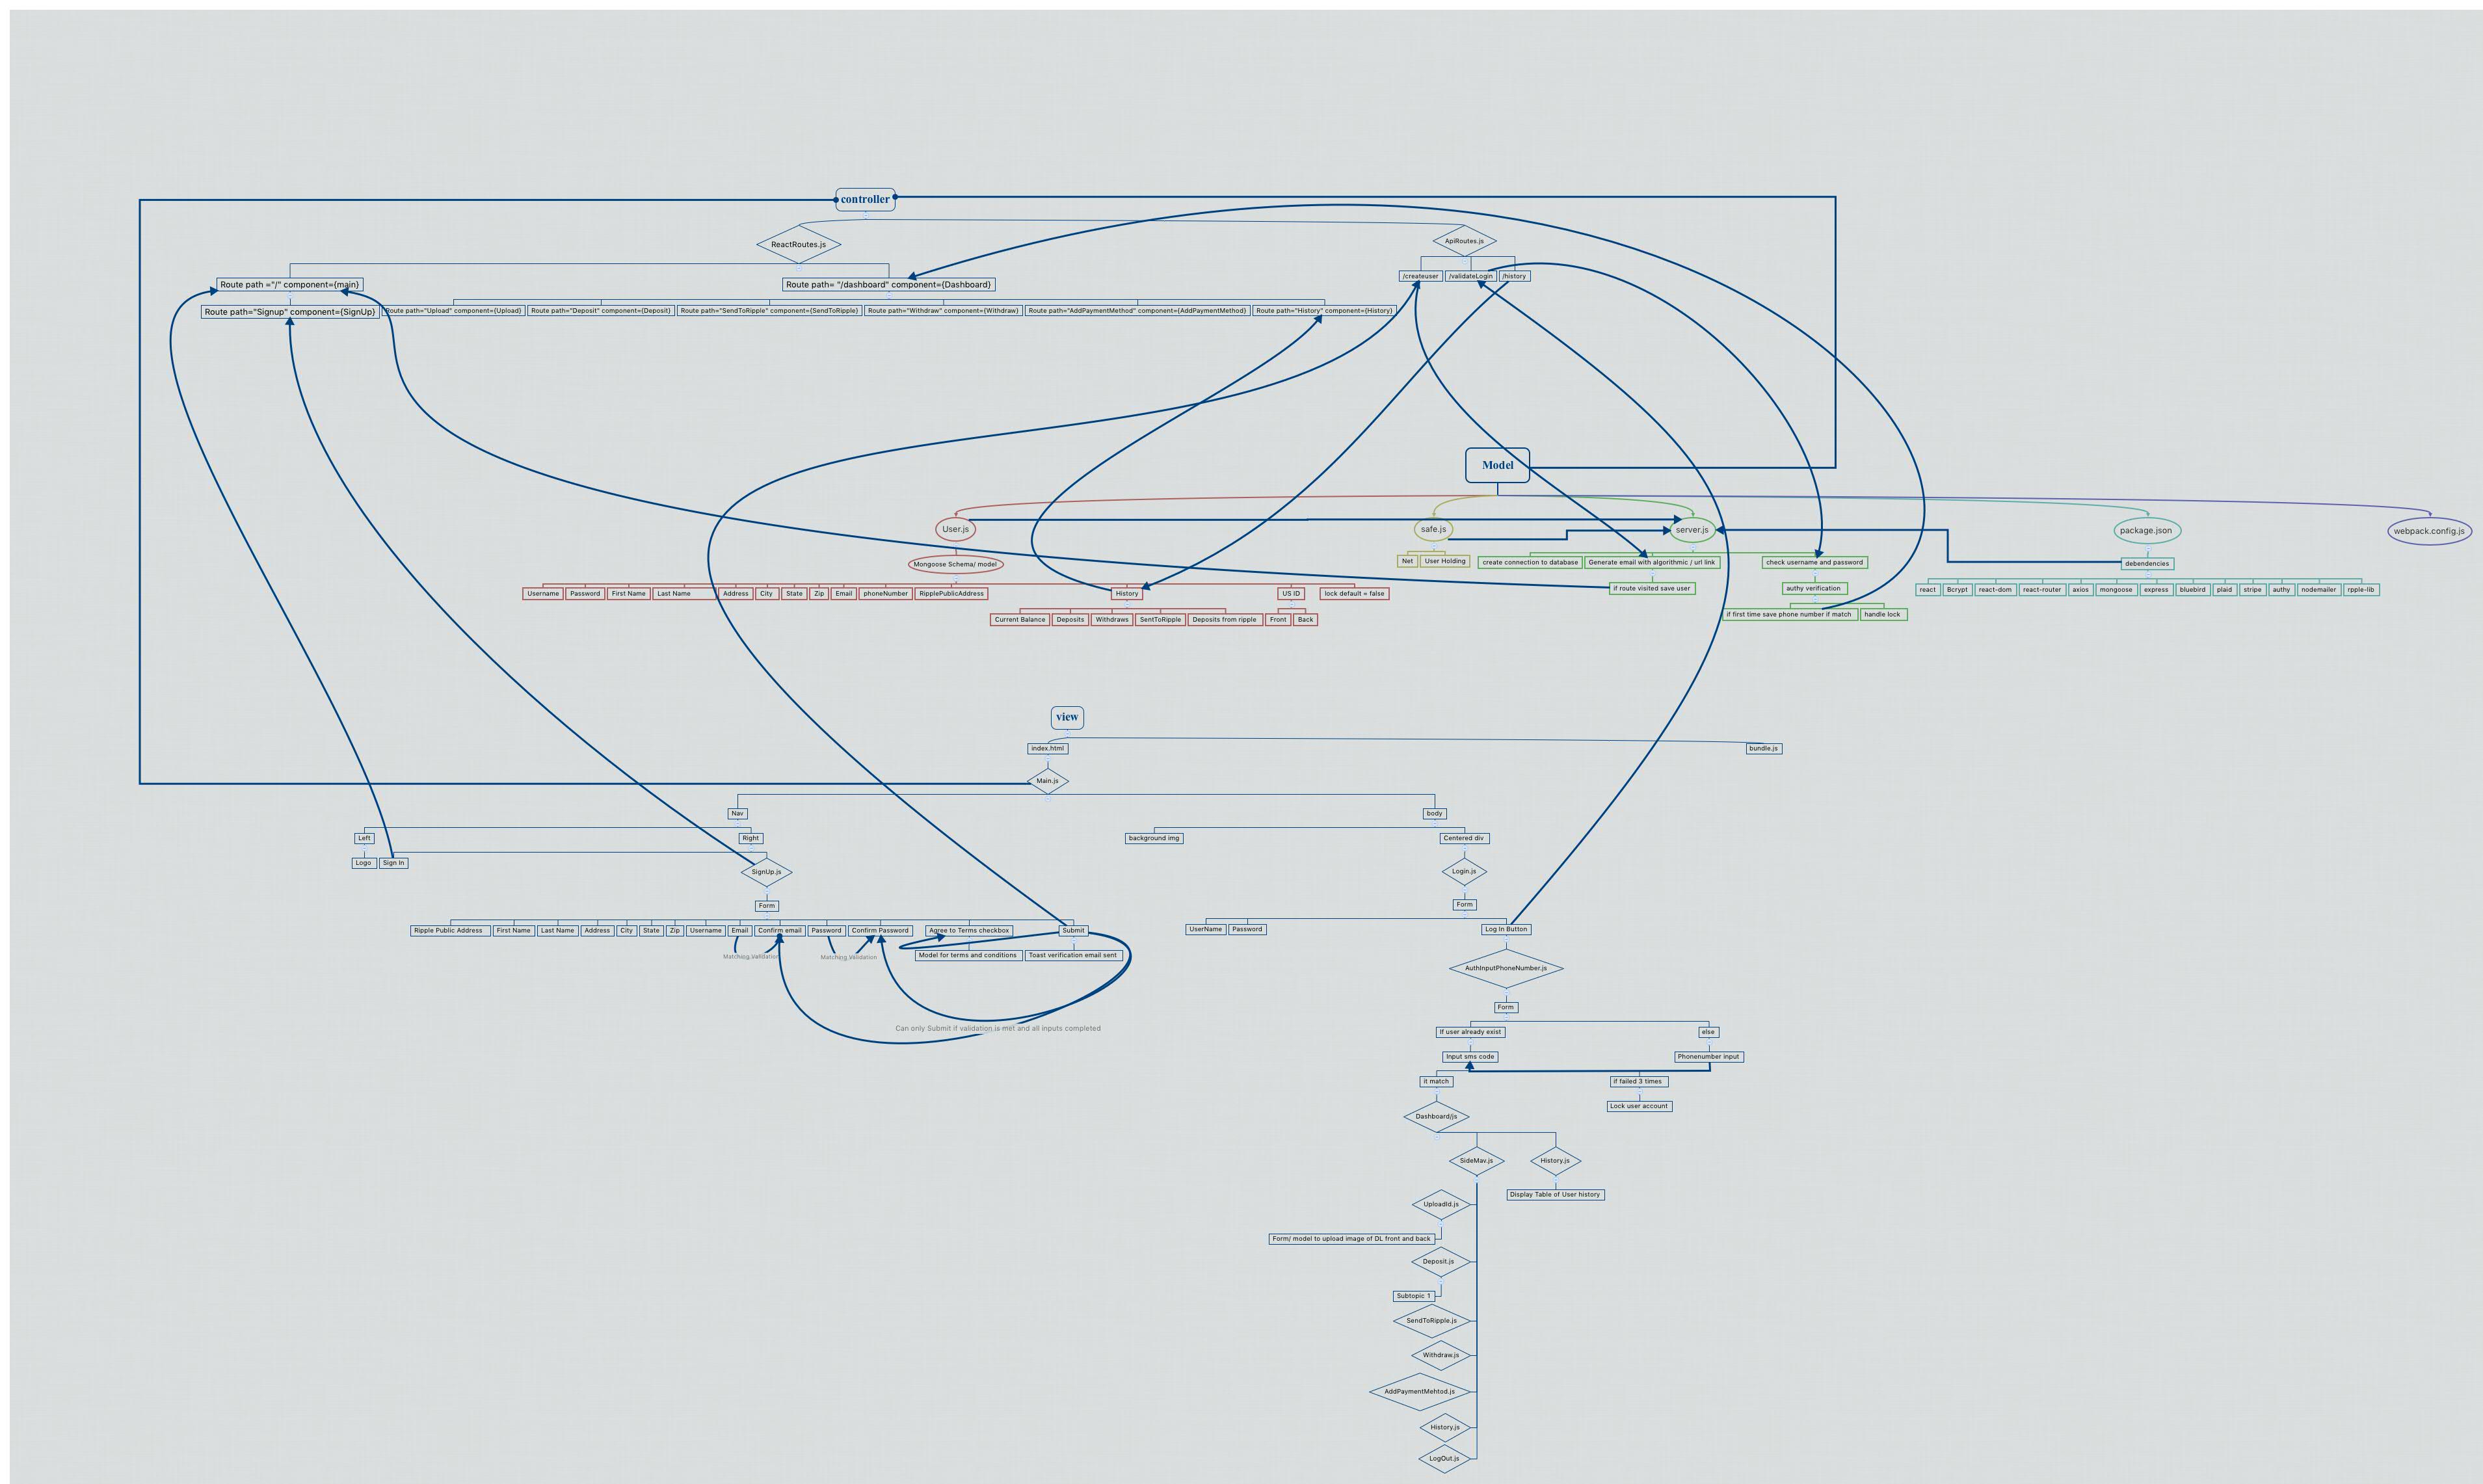 controller
ReactRoutes.js
ApiRoutes.js
Route path ="/" component={main}
Route path= "/dashboard" component={Dashboard}
/createuser
/validateLogin
/history
Route path="Signup" component={SignUp}
Route path="Upload" component={Upload}
Route path="Deposit" component={Deposit}
Route path="SendToRipple" component={SendToRipple}
Route path="Withdraw" component={Withdraw}
Route path="AddPaymentMethod" component={AddPaymentMethod}
Route path="History" component={History}
Model
User.js
safe.js
server.js
package.json
webpack.config.js
Mongoose Schema/ model
Net
User Holding
create connection to database
Generate email with algorithmic / url link
check username and password
debendencies
Username
Password
First Name
Last Name
Address
City
State
Zip
Email
phoneNumber
RipplePublicAddress
History
US ID
lock default = false
if route visited save user
authy verification
react
Bcrypt
react-dom
react-router
axios
mongoose
express
bluebird
plaid
stripe
authy
nodemailer
rpple-lib
Current Balance
Deposits
Withdraws
SentToRipple
Deposits from ripple
Front
Back
if first time save phone number if match
handle lock
view
index.html
bundle.js
Main.js
Nav
body
Left
Right
background img
Centered div
Logo
Sign In
SignUp.js
Login.js
Form
Form
Ripple Public Address
First Name
Last Name
Address
City
State
Zip
Username
Email
Confirm email
Password
Confirm Password
Agree to Terms checkbox
Submit
UserName
Password
Log In Button
Matching Validation
Matching Validation
Model for terms and conditions
Toast verification email sent
AuthInputPhoneNumber.js
Form
Can only Submit if validation is met and all inputs completed
If user already exist
else
Input sms code
Phonenumber input
it match
if failed 3 times
Lock user account
Dashboard/js
SideMav.js
History.js
Display Table of User history
UploadId.js
Form/ model to upload image of DL front and back
Deposit.js
Subtopic 1
SendToRipple.js
Withdraw.js
AddPaymentMehtod.js
History.js
LogOut.js